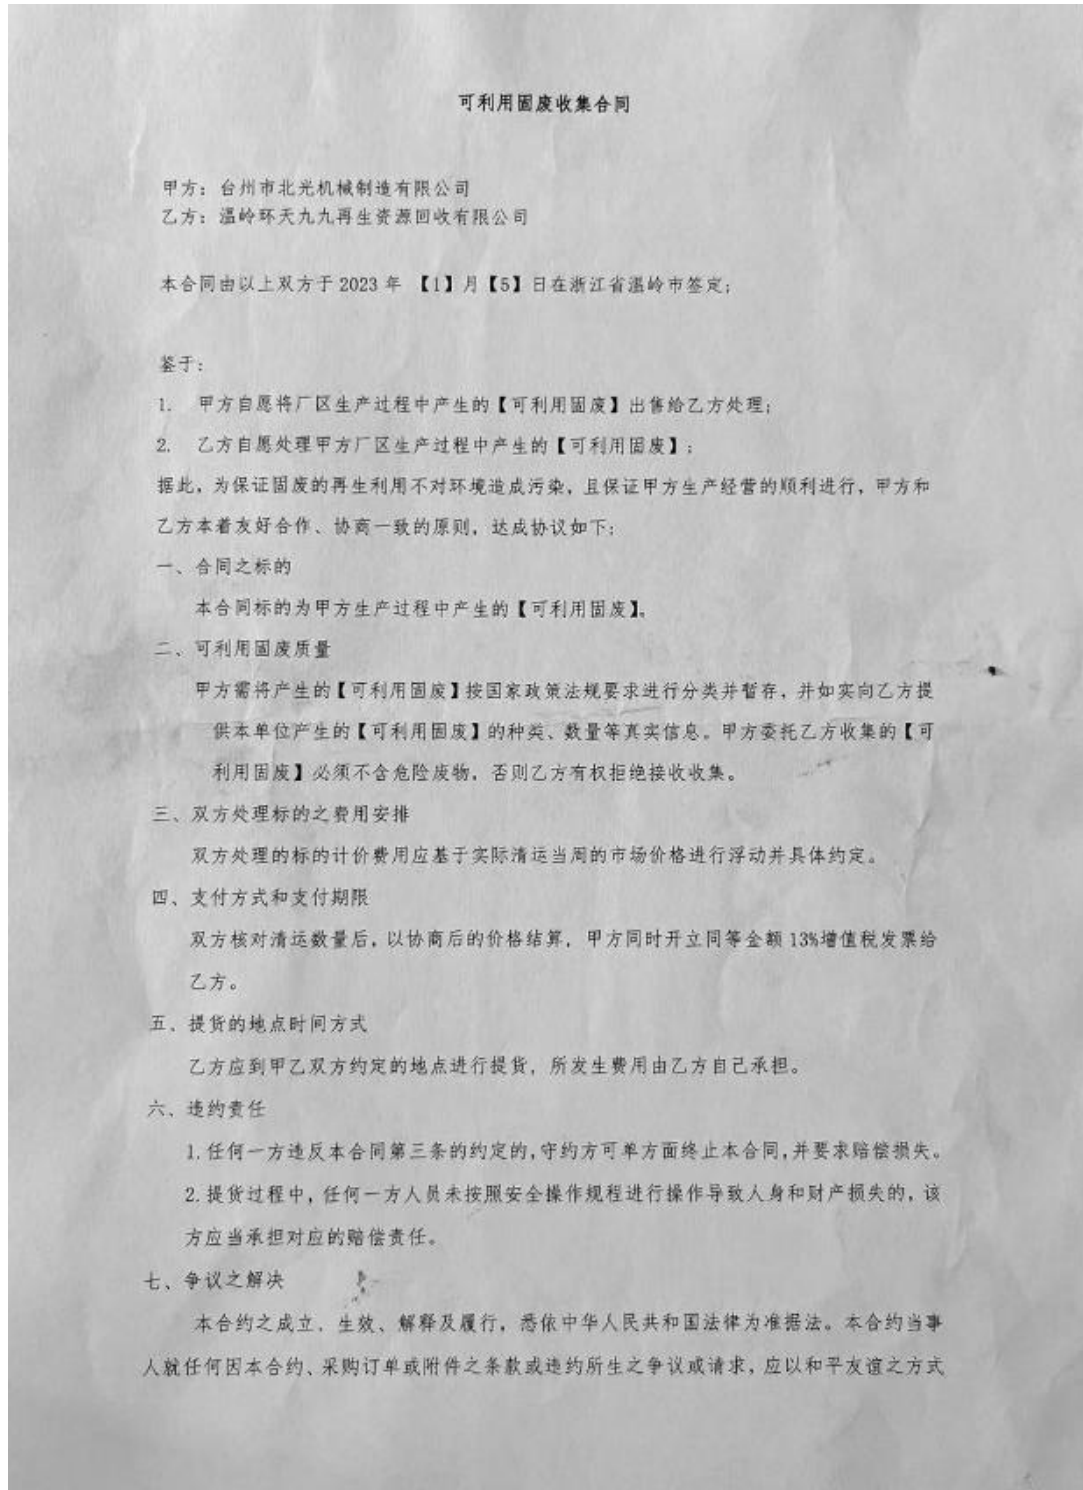 可利用固废收集合同
甲方：台州市北光机械制造有限公司
乙方：温岭环天九九再生资源回收有限公司
本合同由以上双方于2023年 【1】月【5】日在浙江省温岭市签定；
鉴于：
1. 甲方自愿将厂区生产过程中产生的【可利用固废】出售给乙方处理；
2. 乙方自愿处理甲方厂区生产过程中产生的【可利用固废】；
据此，为保证固废的再生利用不对环境造成污染，且保证甲方生产经营的顺利进行，甲方和
乙方本着友好合作、协商一致的原则，达成协议如下：
一、合同之标的
本合同标的为甲方生产过程中产生的【可利用固废】。
二、可利用固废质量
甲方需将产生的【可利用固废】按国家政策法规要求进行分类并暂存，并如实向乙方提
供本单位产生的【可利用固废】的种类、数量等真实信息。甲方委托乙方收集的【可
利用固废】必须不含危险废物，否则乙方有权拒绝接收收集。
三、双方处理标的之费用安排
双方处理的标的计价费用应基于实际清运当周的市场价格进行浮动并具体约定。
四、支付方式和支付期限
双方核对清运数量后，以协商后的价格结算，甲方同时开立同等金额13%增值税发票给
乙方。
五、提货的地点时间方式
乙方应到甲乙双方约定的地点进行提货，所发生费用由乙方自己承担。
六、违约责任
1.任何一方违反本合同第三条的约定的,守约方可单方面终止本合同,并要求赔偿损失。
2.提货过程中，任何一方人员未按照安全操作规程进行操作导致人身和财产损失的，该
方应当承担对应的赔偿责任。
七、争议之解决
本合约之成立、生效、解释及履行，悉依中华人民共和国法律为准据法。本合约当事
人就任何因本合约、采购订单或附件之条款或违约所生之争议或请求，应以和平友谊之方式